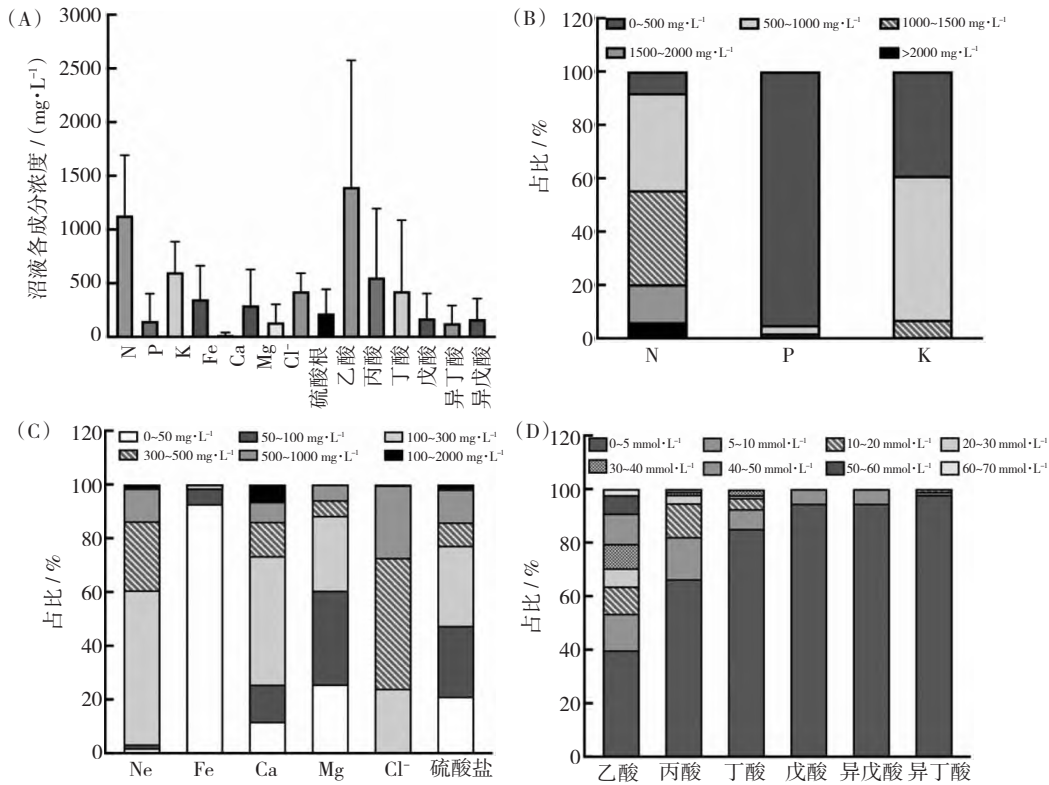 (A)
沼液各成分浓度/(mg·L⁻¹)
3000
2500
2000
1500
1000
500
0
N
P
K
Fe
Ca
Mg
Cl⁻
硫酸根
乙酸
丙酸
丁酸
戊酸
异丁酸
异戊酸
(B)
0~500 mg·L⁻¹ 500~1000 mg·L⁻¹ 1000~1500 mg·L⁻¹
1500~2000 mg·L⁻¹ >2000 mg·L⁻¹
占比/%
120
100
80
60
40
20
0
N P K
(C)
0~50 mg·L⁻¹ 50~100 mg·L⁻¹ 100~300 mg·L⁻¹
300~500 mg·L⁻¹ 500~1000 mg·L⁻¹ 100~2000 mg·L⁻¹
占比/%
120
100
80
60
40
20
0
Ne Fe Ca Mg Cl⁻ 硫酸盐
(D)
0~5 mmol·L⁻¹ 5~10 mmol·L⁻¹ 10~20 mmol·L⁻¹ 20~30 mmol·L⁻¹
30~40 mmol·L⁻¹ 40~50 mmol·L⁻¹ 50~60 mmol·L⁻¹ 60~70 mmol·L⁻¹
占比/%
120
100
80
60
40
20
0
乙酸 丙酸 丁酸 戊酸 异戊酸 异丁酸